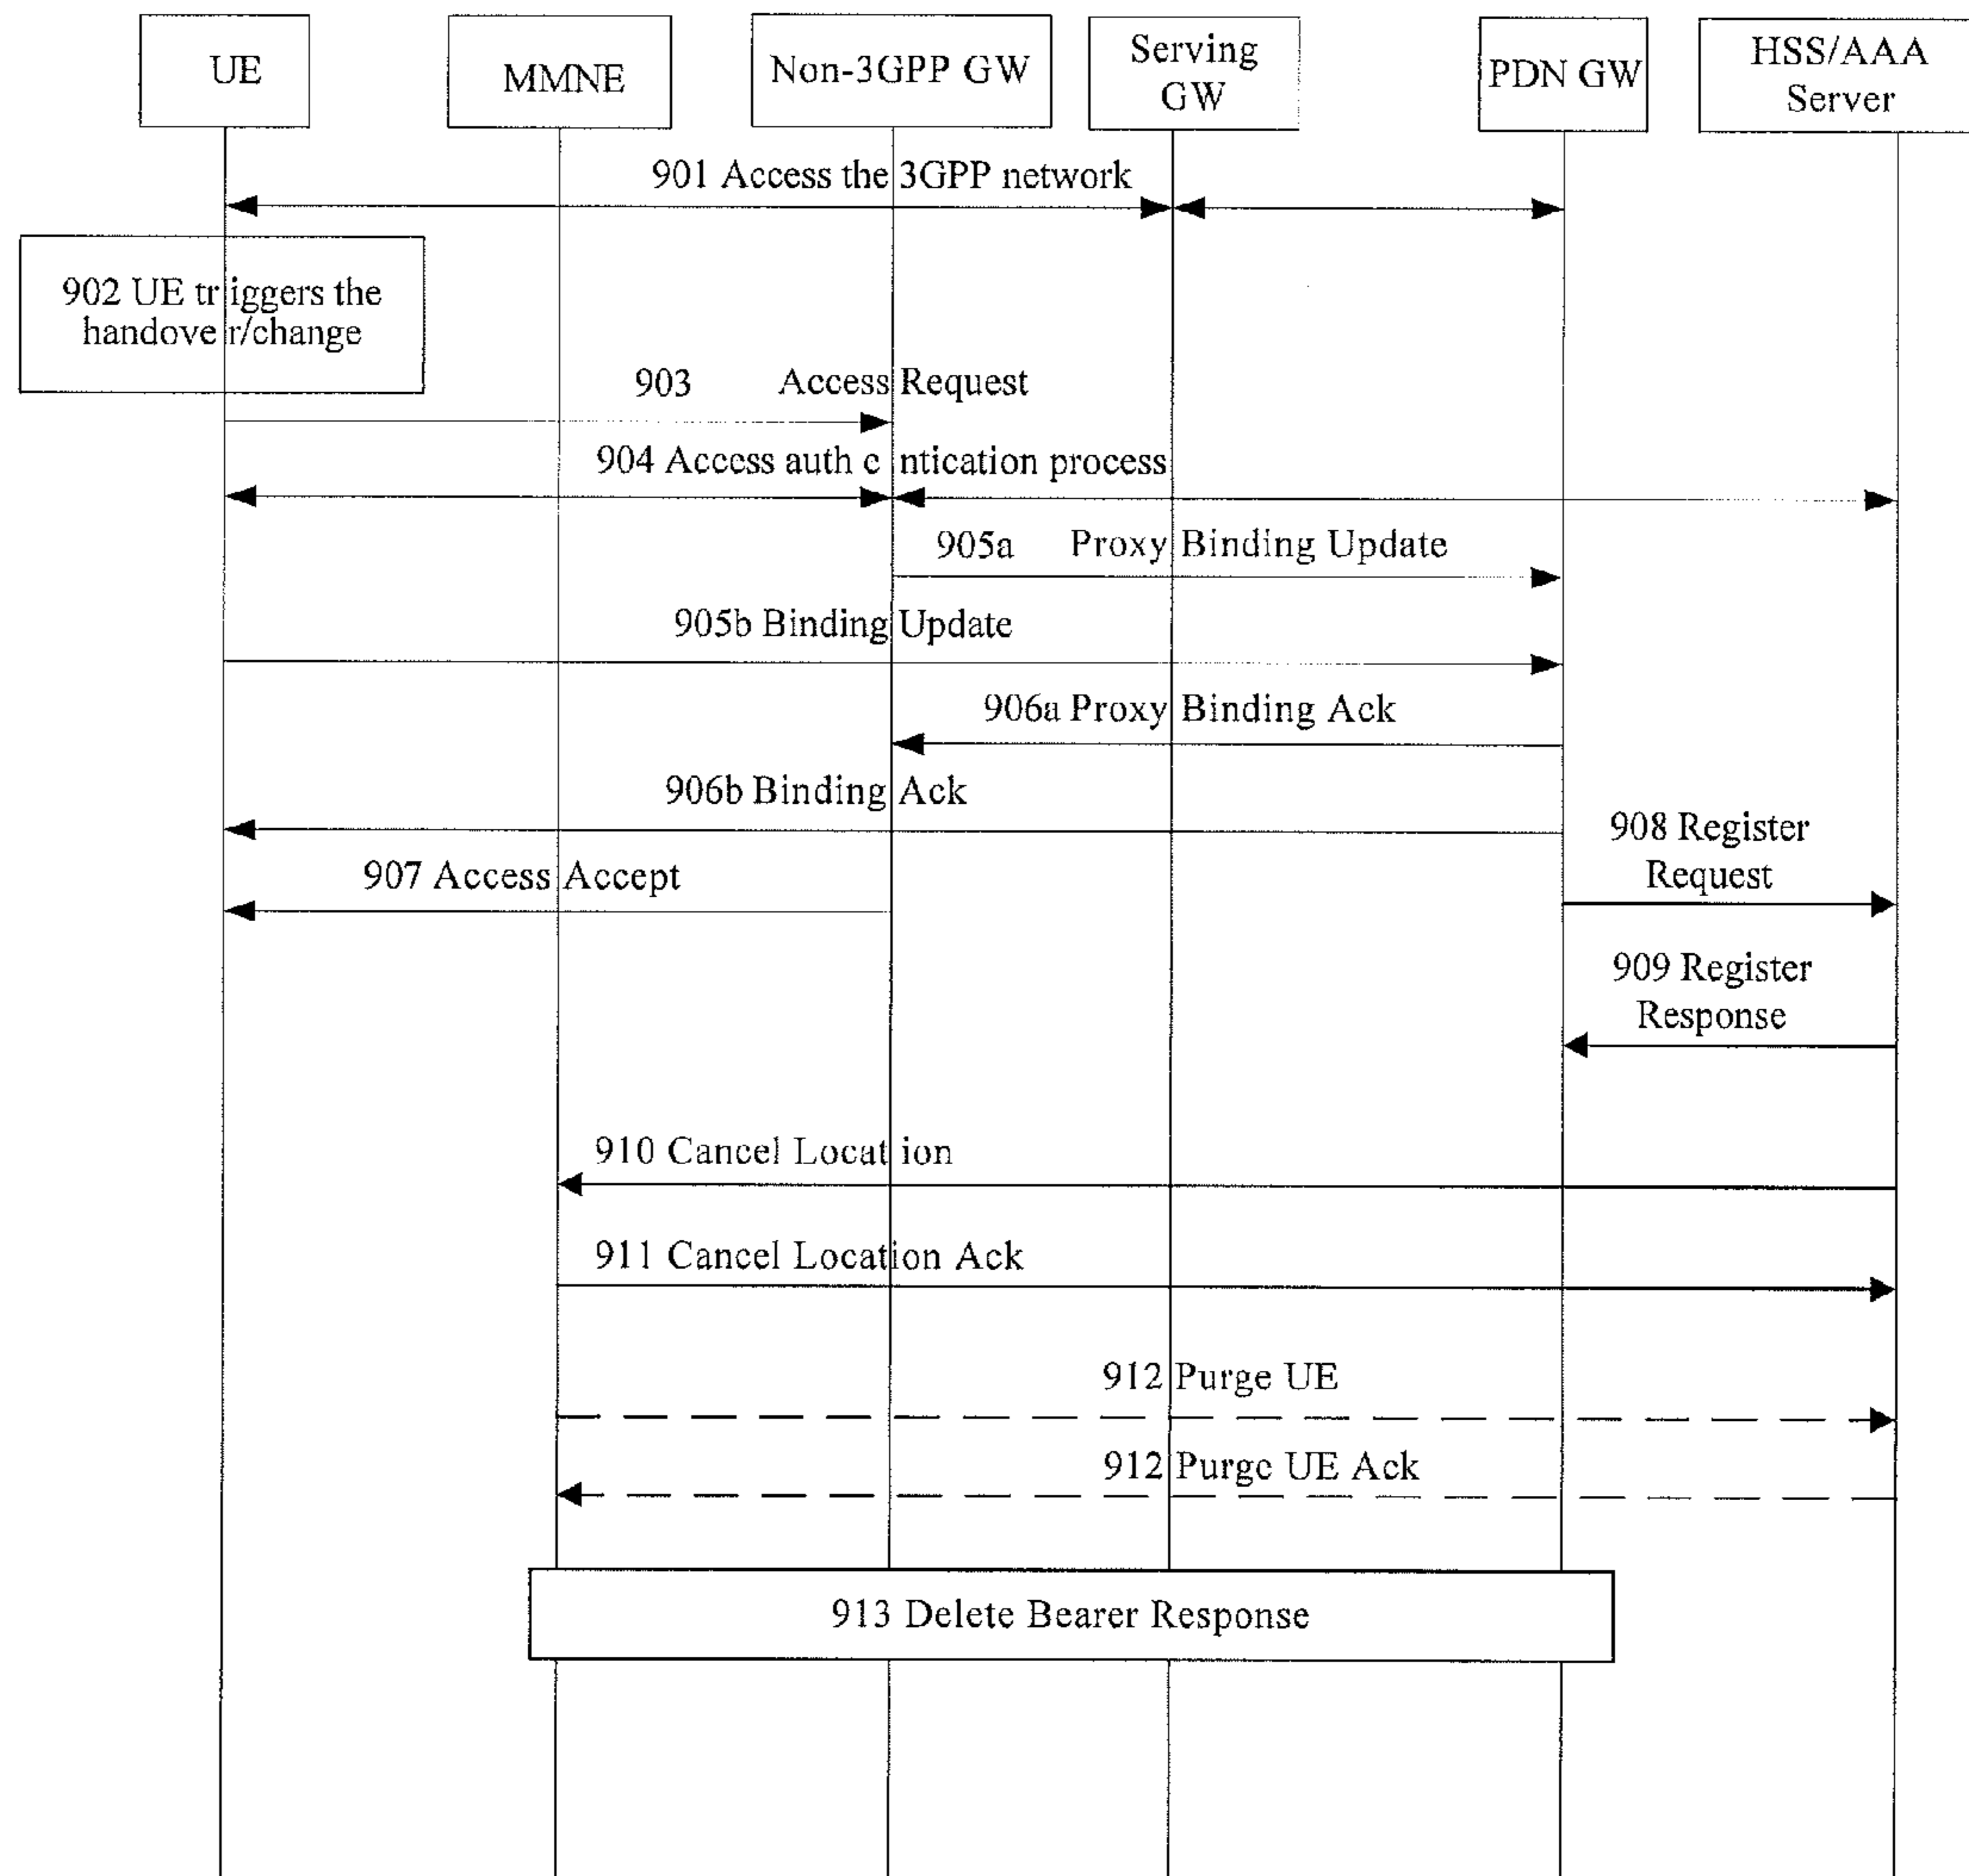 UE
MMNE
Non-3GPP GW
Serving
GW
PDN GW
HSS/AAA
Server
901 Access the 3GPP network
902 UE triggers the
handover/change
903 Access Request
904 Access authentication process
905a Proxy Binding Update
905b Binding Update
906a Proxy Binding Ack
906b Binding Ack
908 Register
Request
907 Access Accept
909 Register
Response
910 Cancel Location
911 Cancel Location Ack
912 Purge UE
912 Purge UE Ack
913 Delete Bearer Response